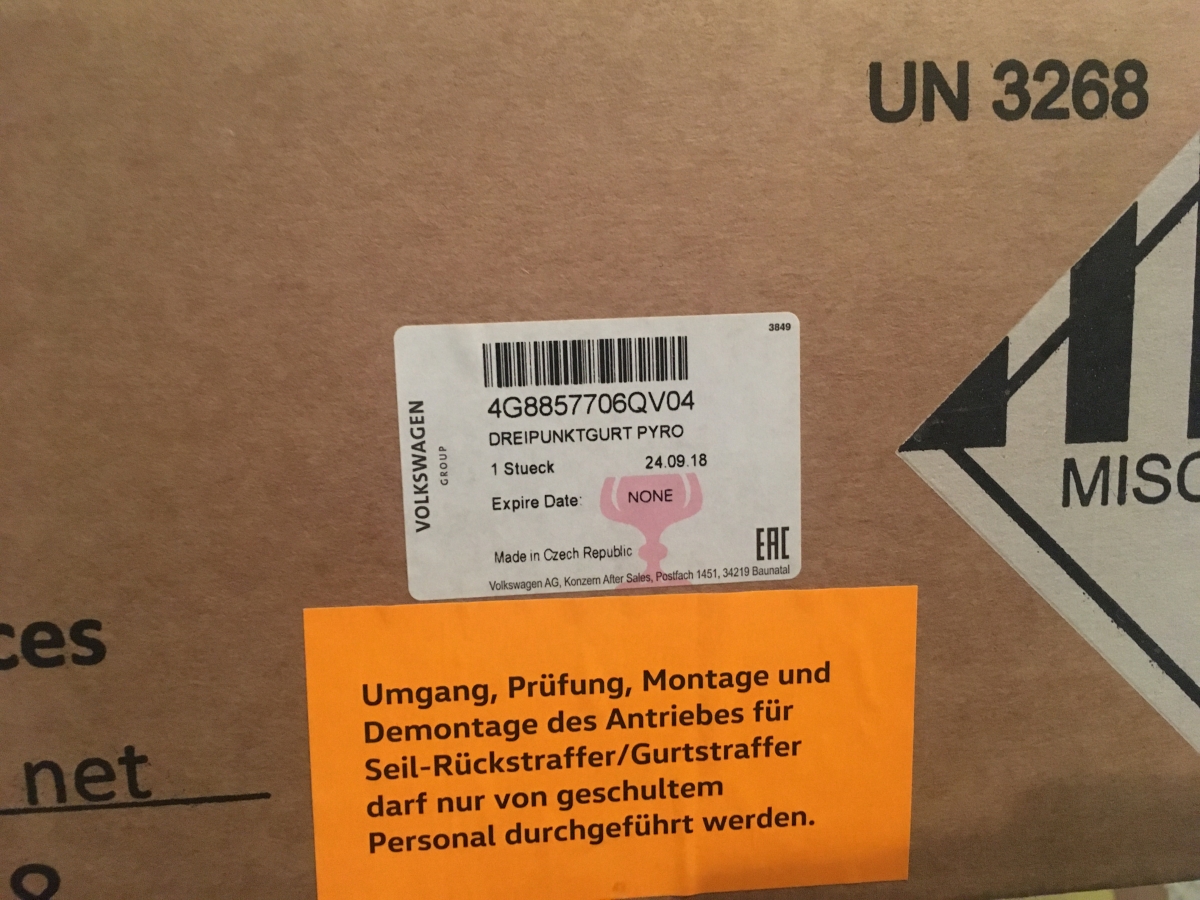 UN 3268
3849
VOLKSWAGEN
GROUP
4G8857706QV04
DREIPUNKTGURT PYRO
1 Stueck 24.09.18
Expire Date: NONE
Made in Czech Republic
EAC
Volkswagen AG, Konzern After Sales, Postfach 1451, 34219 Baunatal
MISC
ces
net
Umgang, Prüfung, Montage und
Demontage des Antriebes für
Seil-Rückstraffer/Gurtstraffer
darf nur von geschultem
Personal durchgeführt werden.